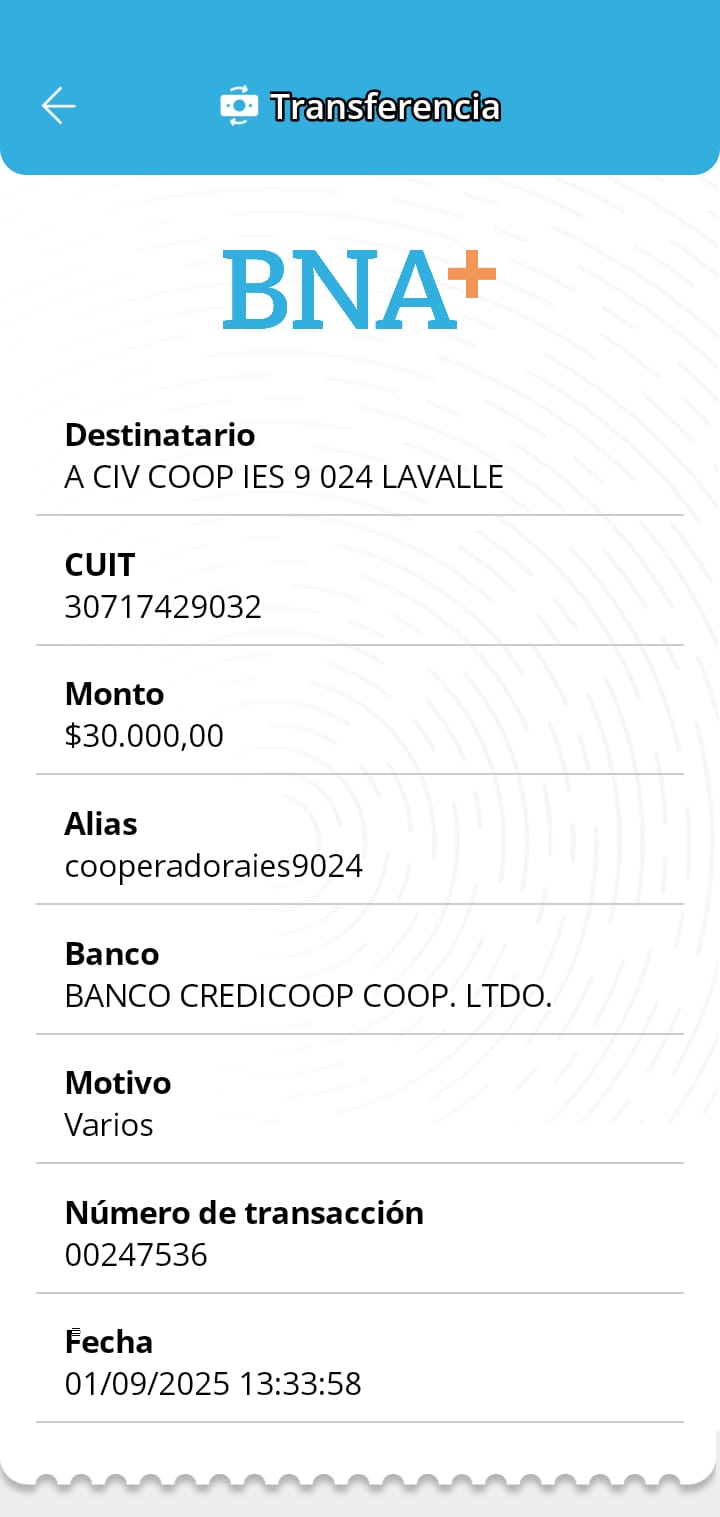 Transferencia
BNA+
Destinatario
A CIV COOP IES 9 024 LAVALLE
CUIT
30717429032
Monto
$30.000,00
Alias
cooperadoraies9024
Banco
BANCO CREDICOOP COOP. LTDO.
Motivo
Varios
Número de transacción
00247536
Fecha
01/09/2025 13:33:58